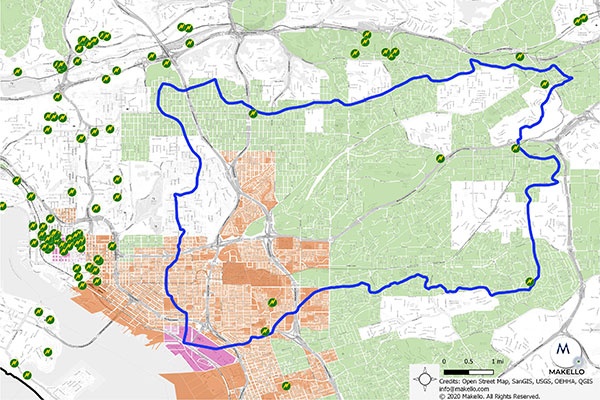 M
MAKELLO
0 0.5 1 mi
Credits: Open Street Map, SanGIS, USGS, OEHHA, QGIS
info@makello.com
© 2020 Makello. All Rights Reserved.